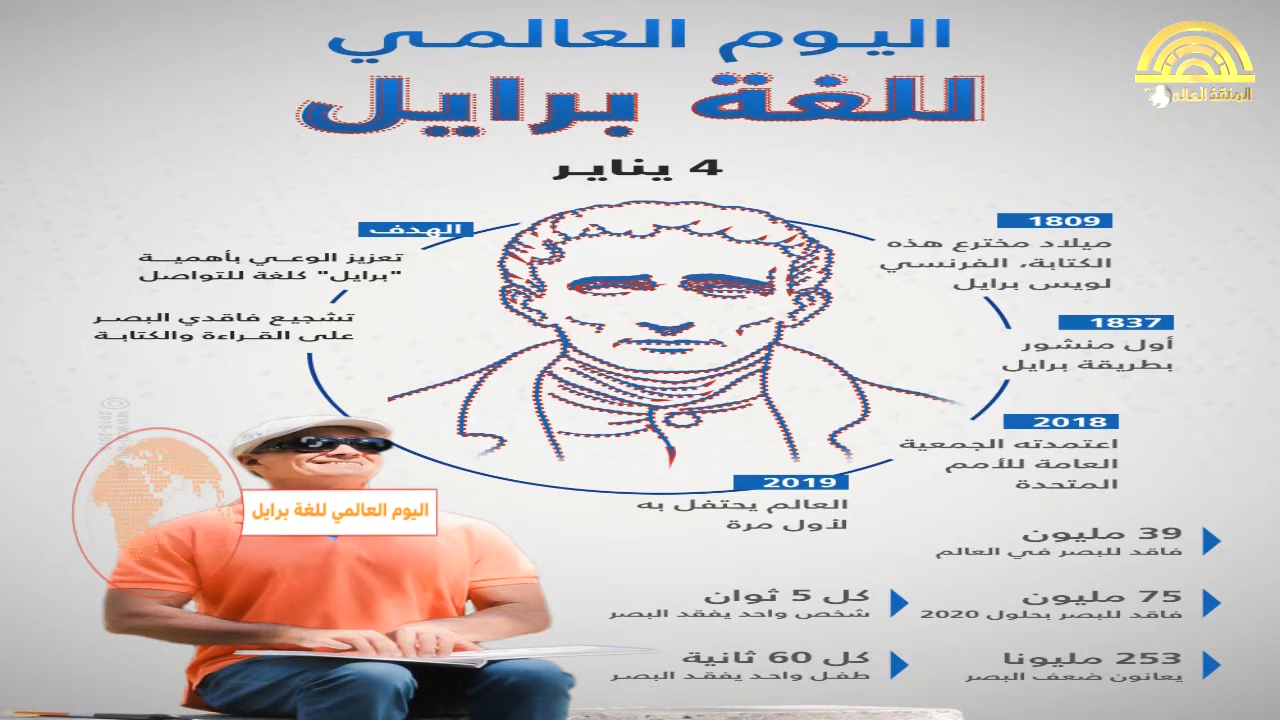 اليوم العالمي
للغة برايل
4 يناير
المنقذ العالمي
1809
ميلاد مخترع هذه
الكتابة، الفرنسي
لويس برايل
1837
أول منشور
بطريقة برايل
2018
اعتمدته الجمعية
العامة للأمم
المتحدة
2019
العالم يحتفل به
لأول مرة
الهدف
تعزيز الوعي بأهمية
"برايل" كلغة للتواصل
تشجيع فاقدي البصر
على القراءة والكتابة
اليوم العالمي للغة برايل
39 مليون
فاقد للبصر في العالم
75 مليون
فاقد للبصر بحلول 2020
253 مليونا
يعانون ضعف البصر
كل 5 ثوان
شخص واحد يفقد البصر
كل 60 ثانية
طفل واحد يفقد البصر